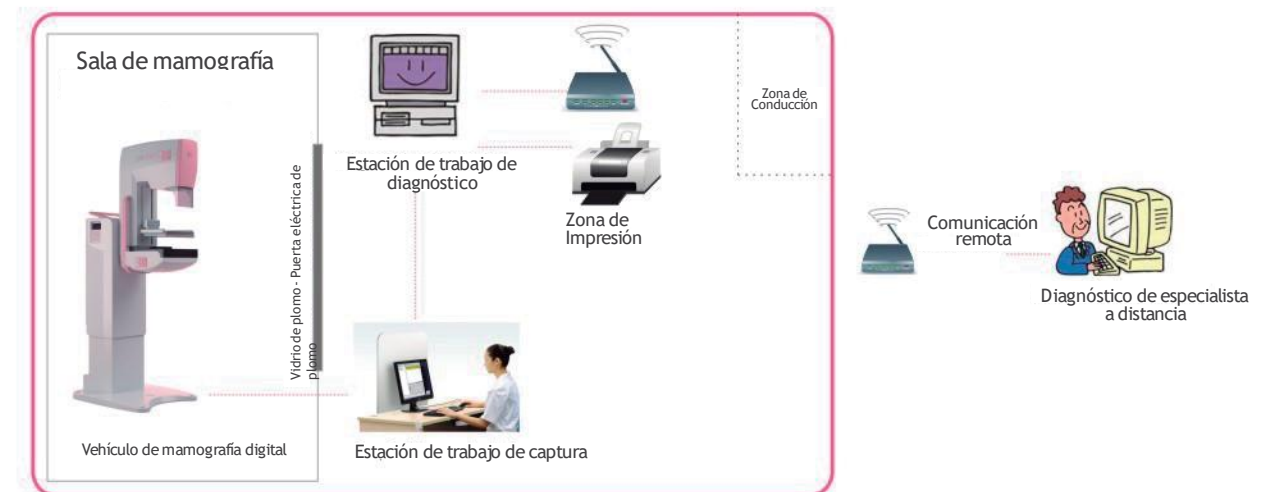 Sala de mamografía
Vidrio de plomo - Puerta eléctrica de
plomo
Vehículo de mamografía digital
Estación de trabajo de
diagnóstico
Zona de
Impresión
Estación de trabajo de captura
Zona de
Conducción
Comunicación
remota
Diagnóstico de especialista
a distancia